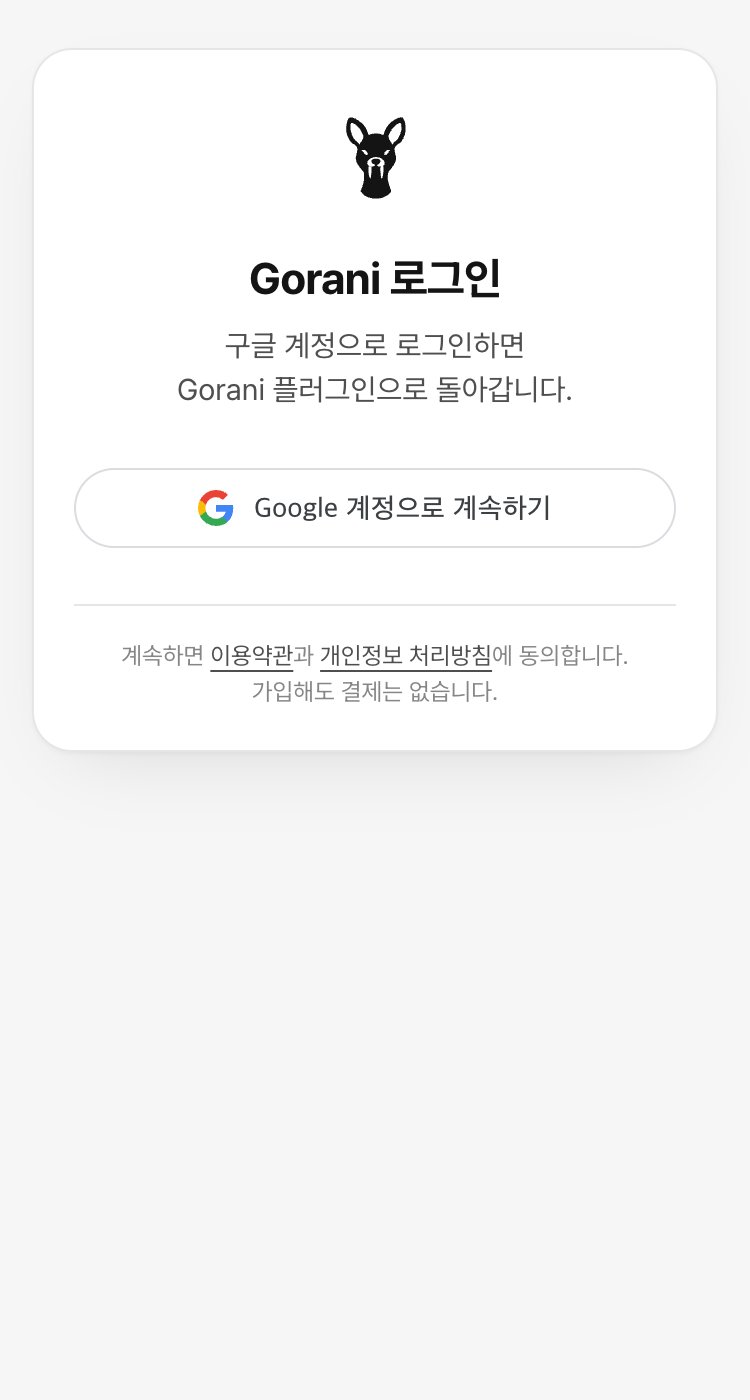 Gorani 로그인
구글 계정으로 로그인하면
Gorani 플러그인으로 돌아갑니다.
Google 계정으로 계속하기
계속하면 이용약관과 개인정보 처리방침에 동의합니다.
가입해도 결제는 없습니다.